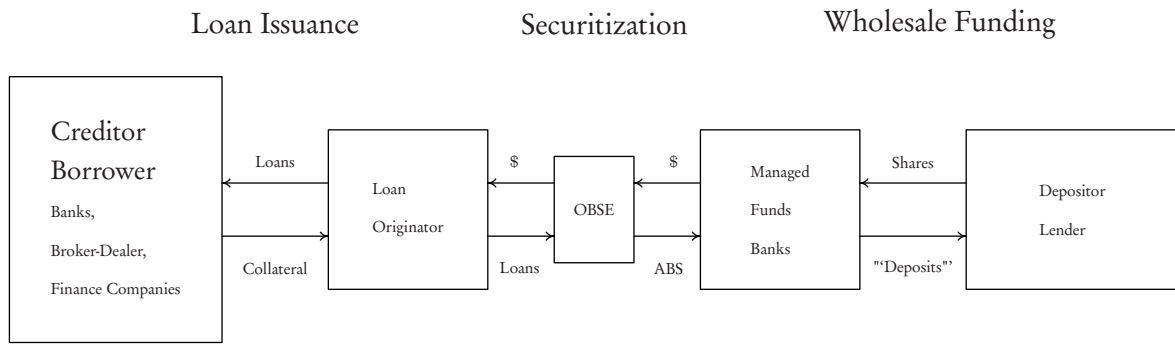 Loan Issuance
Securitization
Wholesale Funding
Creditor
Borrower
Banks,
Broker-Dealer,
Finance Companies
Loans
Collateral
Loan
Originator
$
Loans
OBSE
$
ABS
Managed
Funds
Banks
Shares
"‘Deposits"’
Depositor
Lender